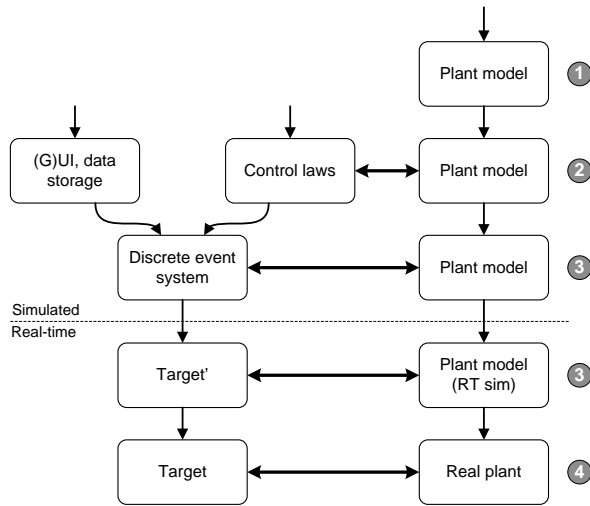 Plant model
1
(G)UI, data
storage
Control laws
Plant model
2
Discrete event
system
Plant model
3
Simulated
Real-time
Target'
Plant model
(RT sim)
3
Target
Real plant
4